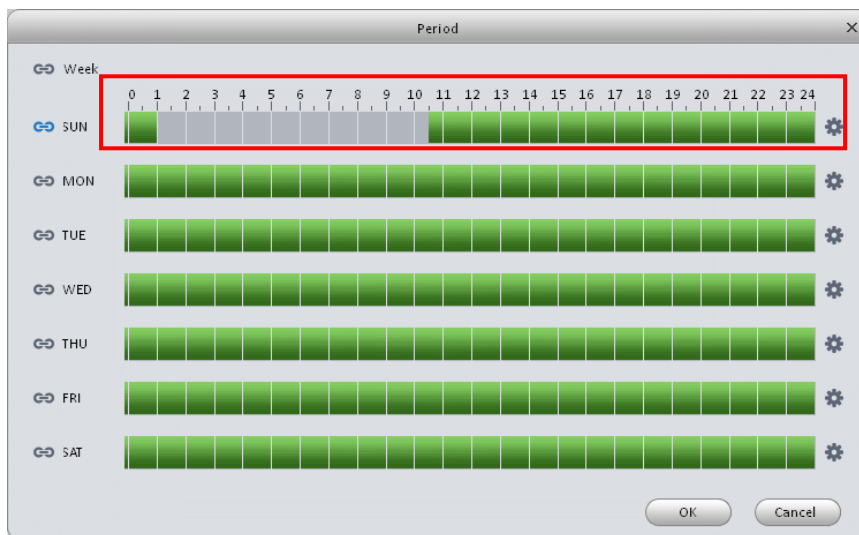 Period
Week
0 1 2 3 4 5 6 7 8 9 10 11 12 13 14 15 16 17 18 19 20 21 22 23 24
SUN
MON
TUE
WED
THU
FRI
SAT
OK Cancel